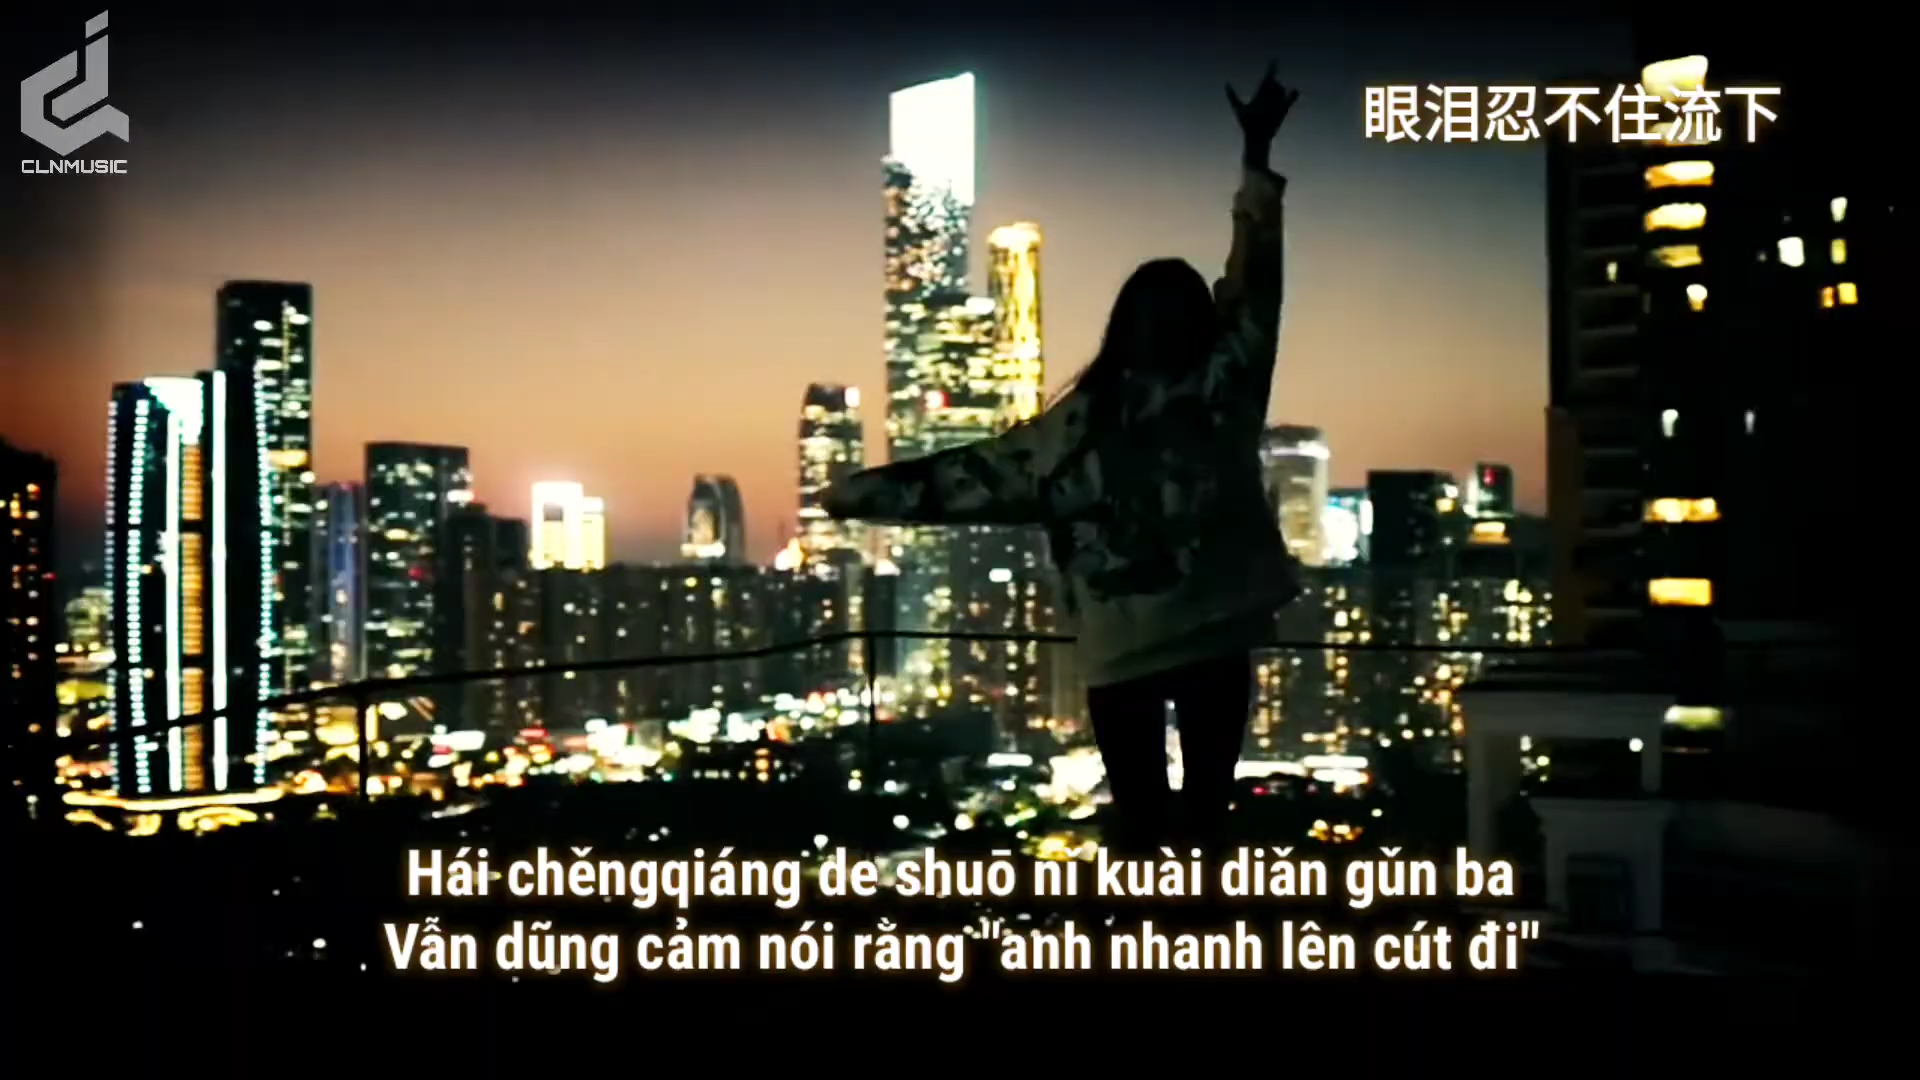 CLNMUSIC
眼泪忍不住流下
Hái chěngqiáng de shuō nǐ kuài diǎn gǔn ba
Vẫn dũng cảm nói rằng "anh nhanh lên cút đi"